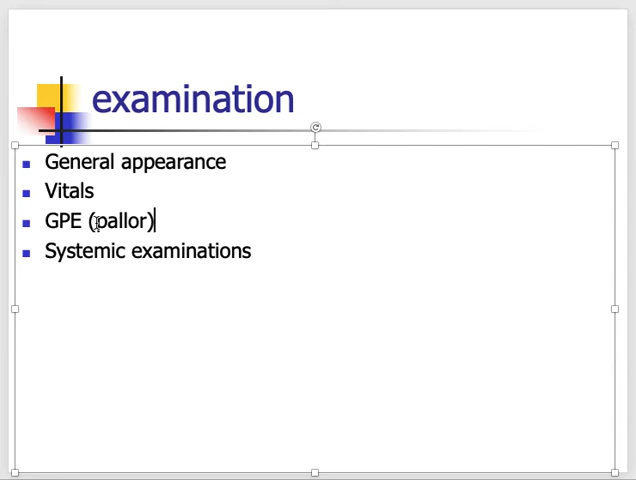 examination
General appearance
Vitals
GPE (pallor)
Systemic examinations